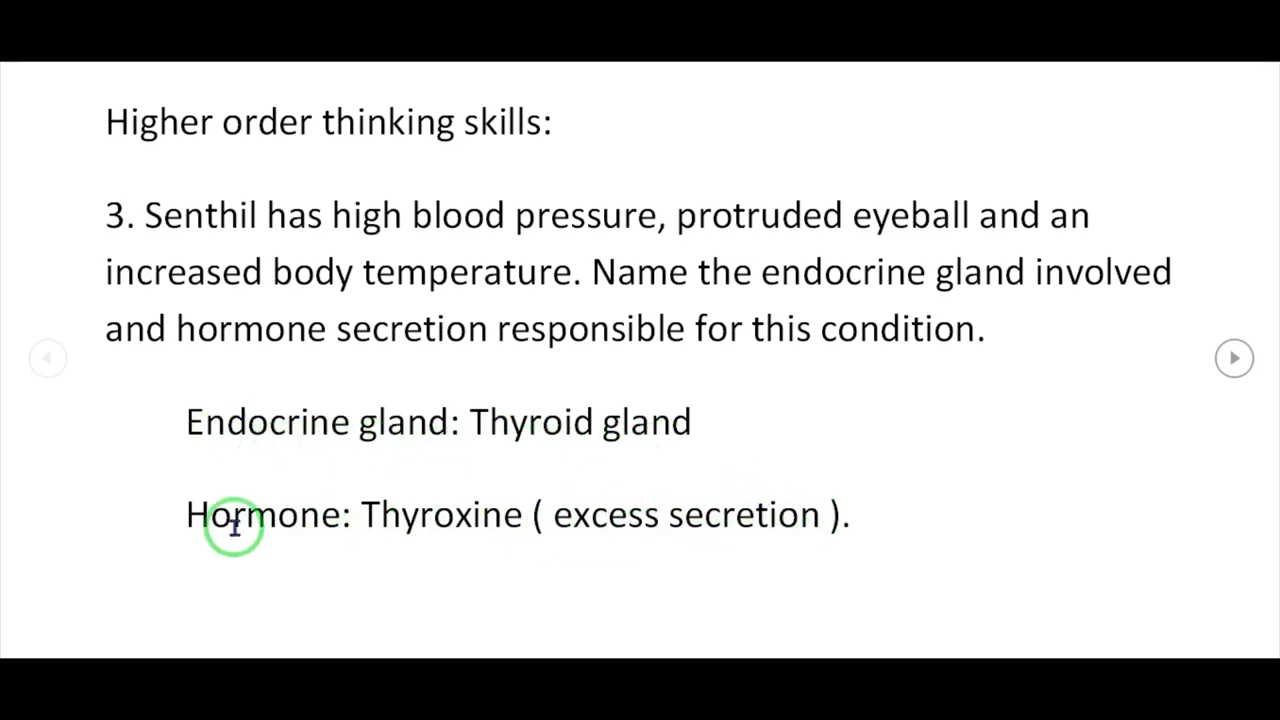 Higher order thinking skills:
3. Senthil has high blood pressure, protruded eyeball and an
increased body temperature. Name the endocrine gland involved
and hormone secretion responsible for this condition.
Endocrine gland: Thyroid gland
Hormone: Thyroxine ( excess secretion ).